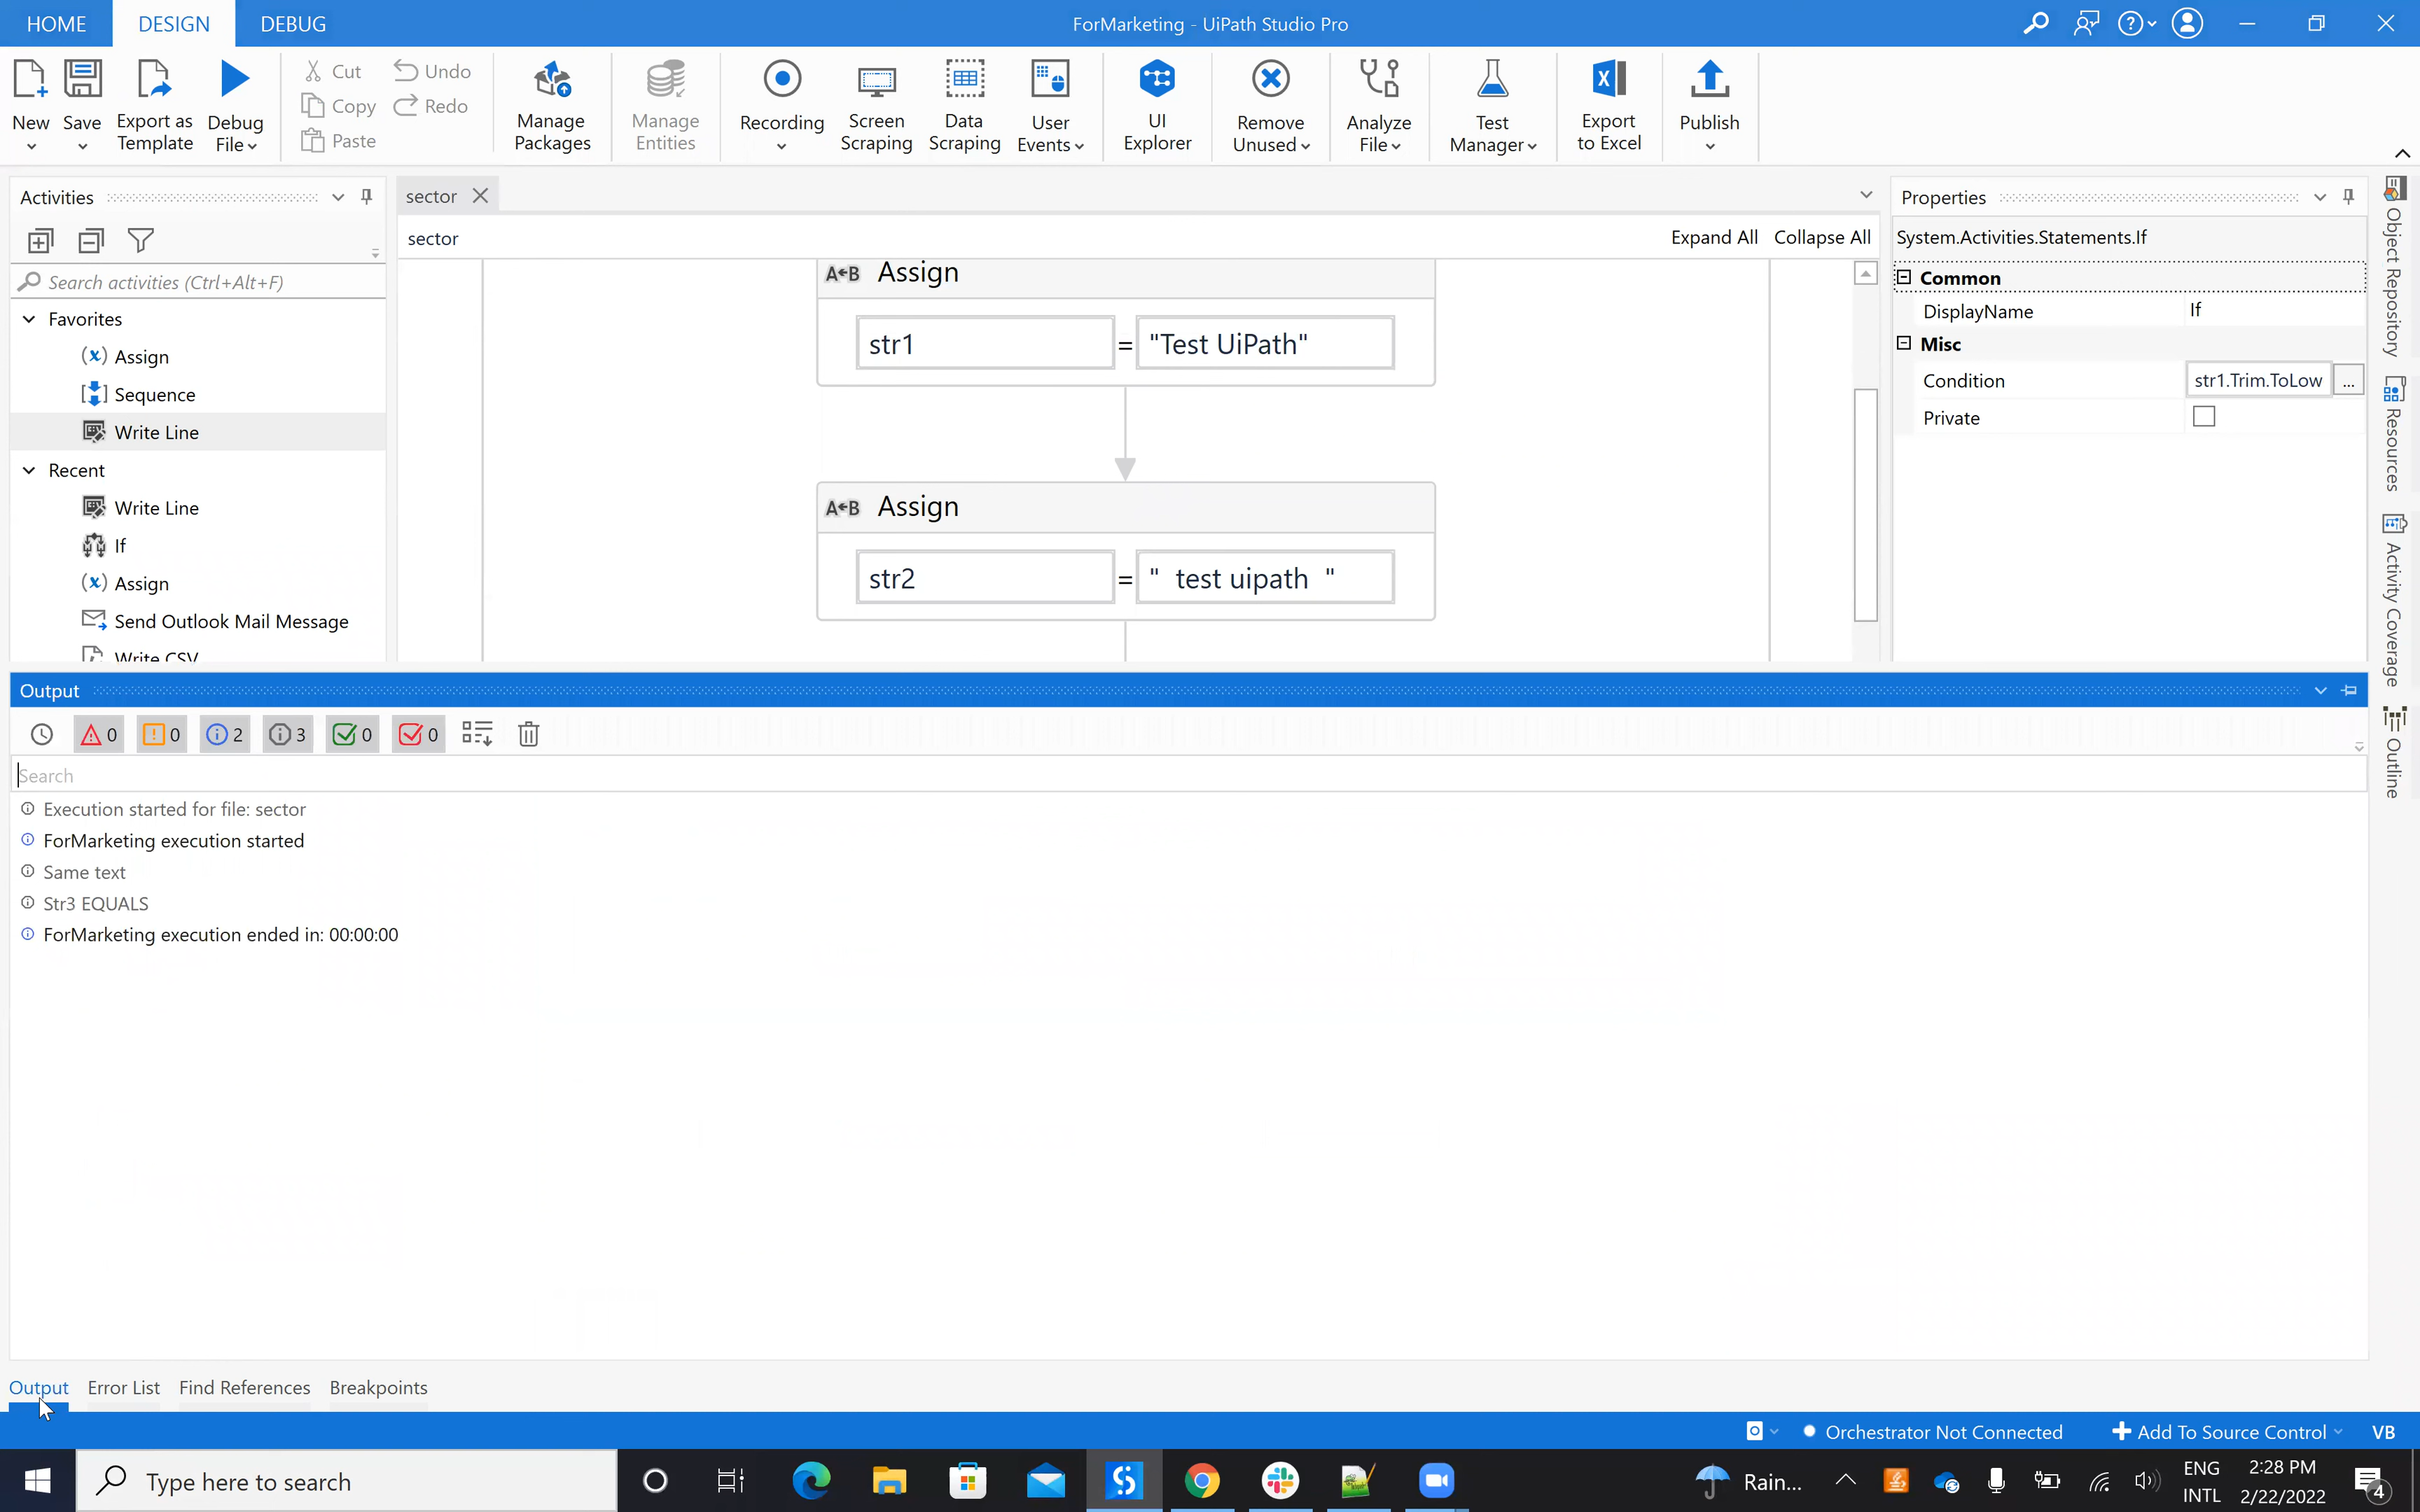 HOME DESIGN DEBUG ForMarketing - UiPath Studio Pro
New Save Export as Template Debug File Cut Copy Paste Undo Redo Manage Packages Manage Entities Recording Screen Scraping Data Scraping User Events UI Explorer Remove Unused Analyze File Test Manager Export to Excel Publish
Activities
Search activities (Ctrl+Alt+F)
Favorites
Assign
Sequence
Write Line
Recent
Write Line
If
Assign
Send Outlook Mail Message
Write CSV
sector
sector Expand All Collapse All
A←B Assign
str1 = "Test UiPath"
A←B Assign
str2 = "  test uipath  "
Properties
System.Activities.Statements.If
Common
DisplayName If
Misc
Condition str1.Trim.ToLow ...
Private
Object Repository
Resources
Activity Coverage
Outline
Output
0 0 2 3 0 0
Search
Execution started for file: sector
ForMarketing execution started
Same text
Str3 EQUALS
ForMarketing execution ended in: 00:00:00
Output Error List Find References Breakpoints
Orchestrator Not Connected Add To Source Control VB
Type here to search Rain... ENG INTL 2:28 PM 2/22/2022 4